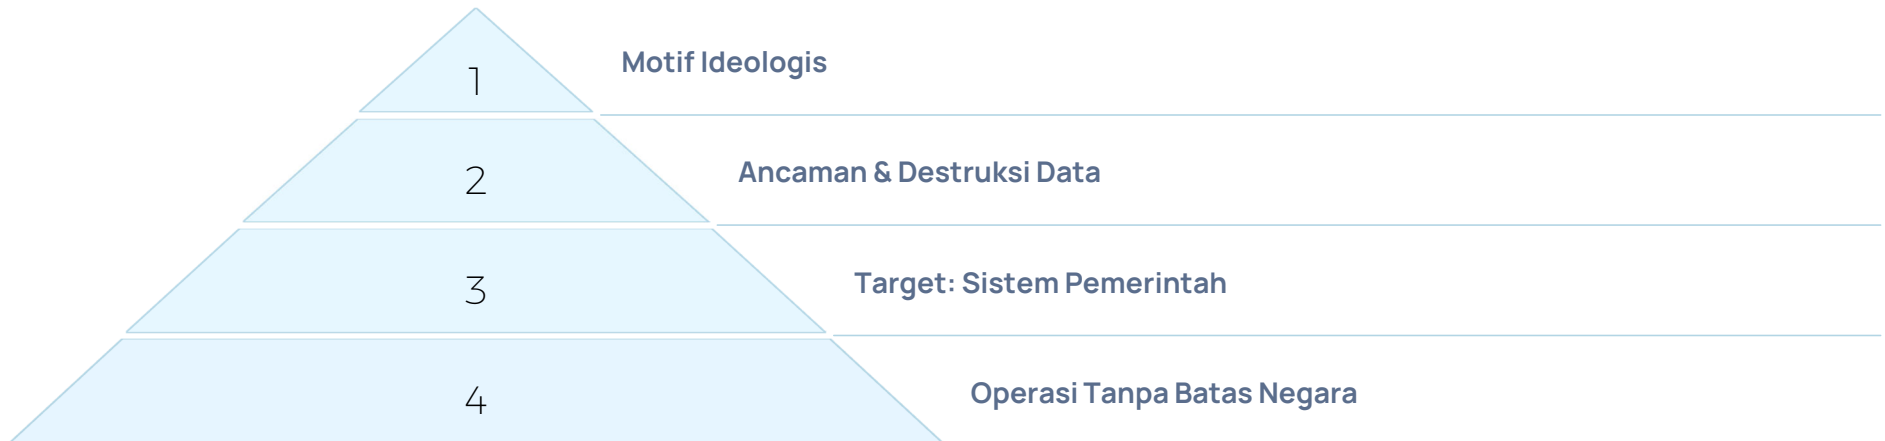 1
Motif Ideologis
2
Ancaman & Destruksi Data
3
Target: Sistem Pemerintah
4
Operasi Tanpa Batas Negara